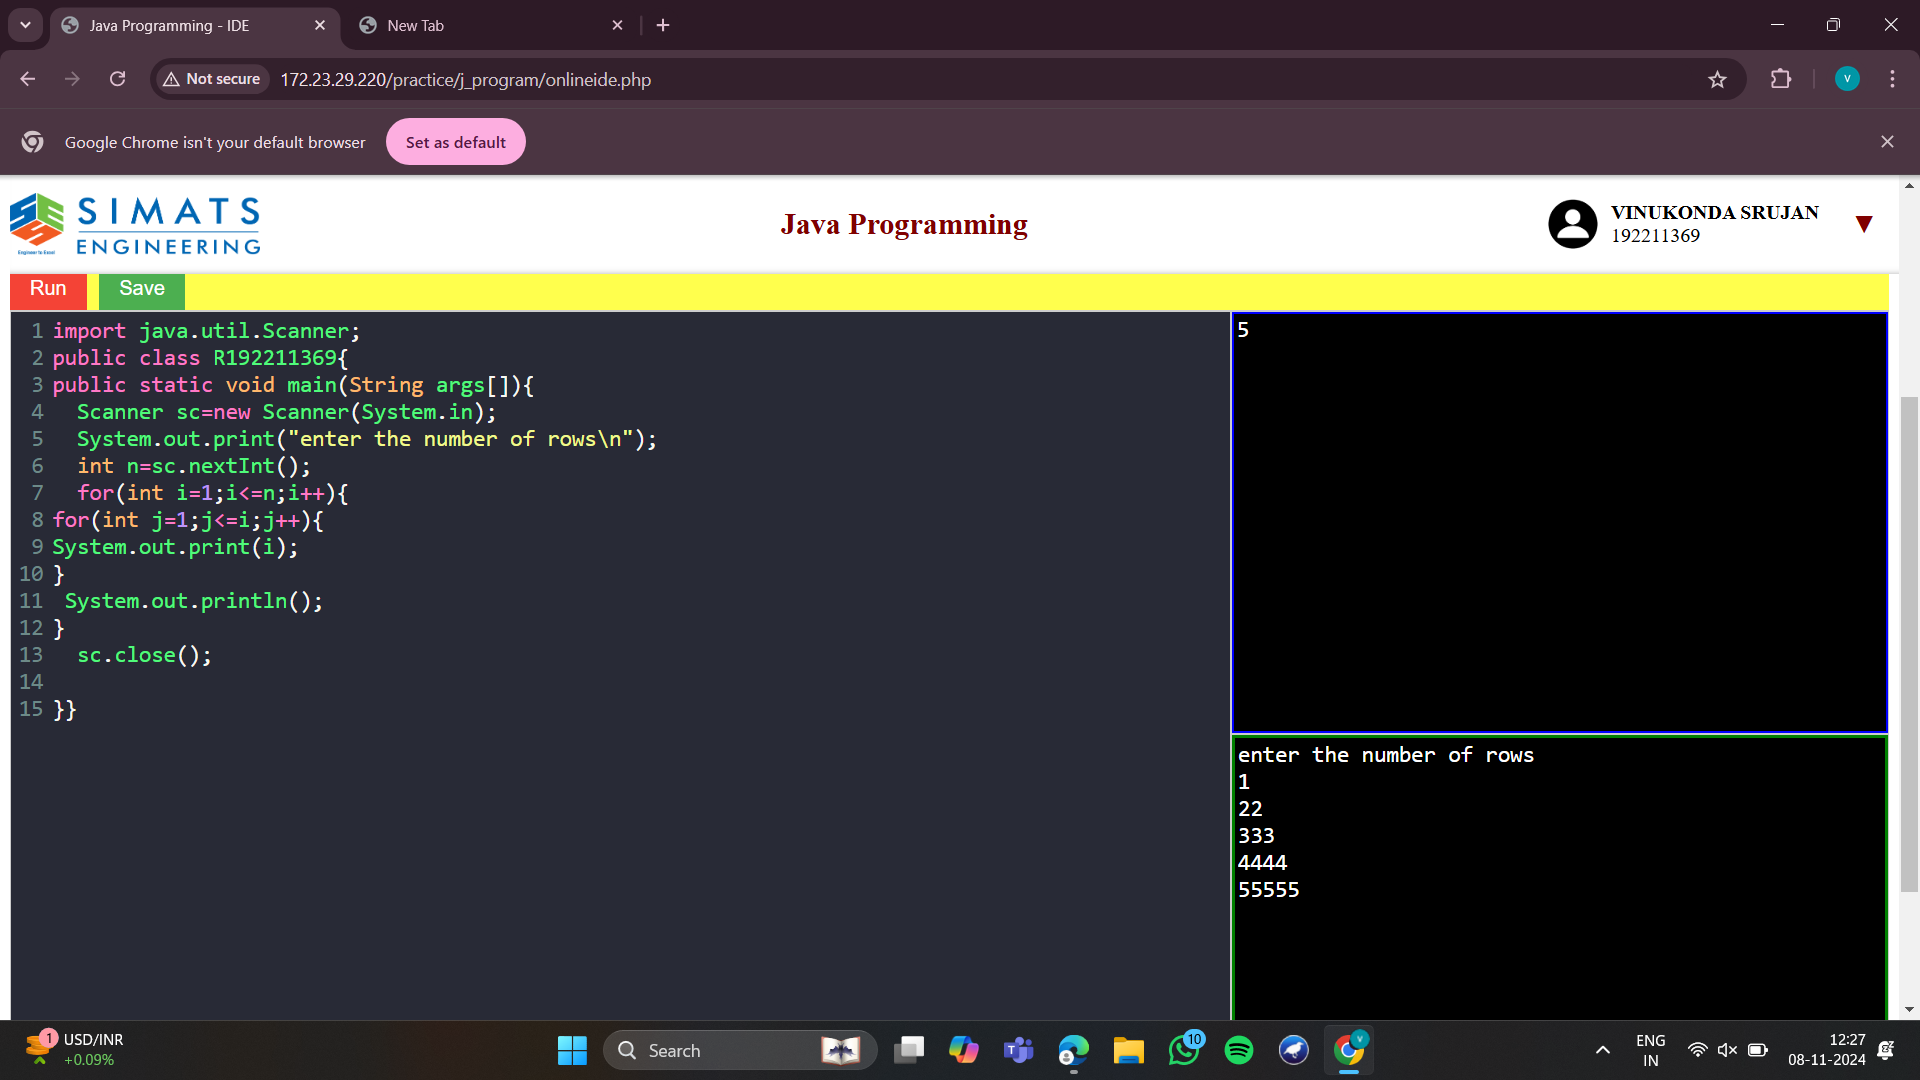 Java Programming - IDE
New Tab
Not secure
172.23.29.220/practice/j_program/onlineide.php
V
Google Chrome isn't your default browser
Set as default
SIMATS
ENGINEERING
Engineer to Excel
Java Programming
VINUKONDA SRUJAN
192211369
Run
Save
1 import java.util.Scanner;
2 public class R192211369{
3 public static void main(String args[]){
4   Scanner sc=new Scanner(System.in);
5   System.out.print("enter the number of rows\n");
6   int n=sc.nextInt();
7   for(int i=1;i<=n;i++){
8 for(int j=1;j<=i;j++){
9 System.out.print(i);
10 }
11  System.out.println();
12 }
13   sc.close();
14
15 }}
5
enter the number of rows
1
22
333
4444
55555
1
USD/INR
+0.09%
Search
10
V
ENG
IN
12:27
08-11-2024